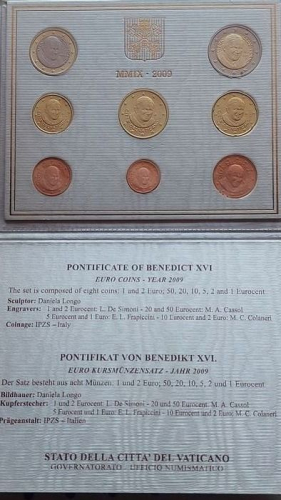 MMIX - 2009
PONTIFICATE OF BENEDICT XVI
EURO COINS - YEAR 2009
The set is composed of eight coins: 1 and 2 Euro; 50, 20, 10, 5, 2 and 1 Eurocent
Sculptor: Daniela Longo
Engravers: 1 and 2 Eurocent: L. De Simoni - 20 and 50 Eurocent: M. A. Cassol
5 Eurocent and 1 Euro: E. L. Frapiccini - 10 Eurocent and 2 Euro: M. C. Colaneri
Coinage: IPZS - Italy
PONTIFIKAT VON BENEDIKT XVI.
EURO KURSMÜNZENSATZ - JAHR 2009
Der Satz besteht aus acht Münzen: 1 und 2 Euro; 50, 20, 10, 5, 2 und 1 Eurocent
Bildhauer: Daniela Longo
Kupferstecher: 1 und 2 Eurocent: L. De Simoni - 20 und 50 Eurocent: M. A. Cassol
5 Eurocent und 1 Euro: E. L. Frapiccini - 10 Eurocent und 2 Euro: M. C. Colaneri
Prägeanstalt: IPZS - Italien
STATO DELLA CITTA' DEL VATICANO
GOVERNATORATO - UFFICIO NUMISMATICO